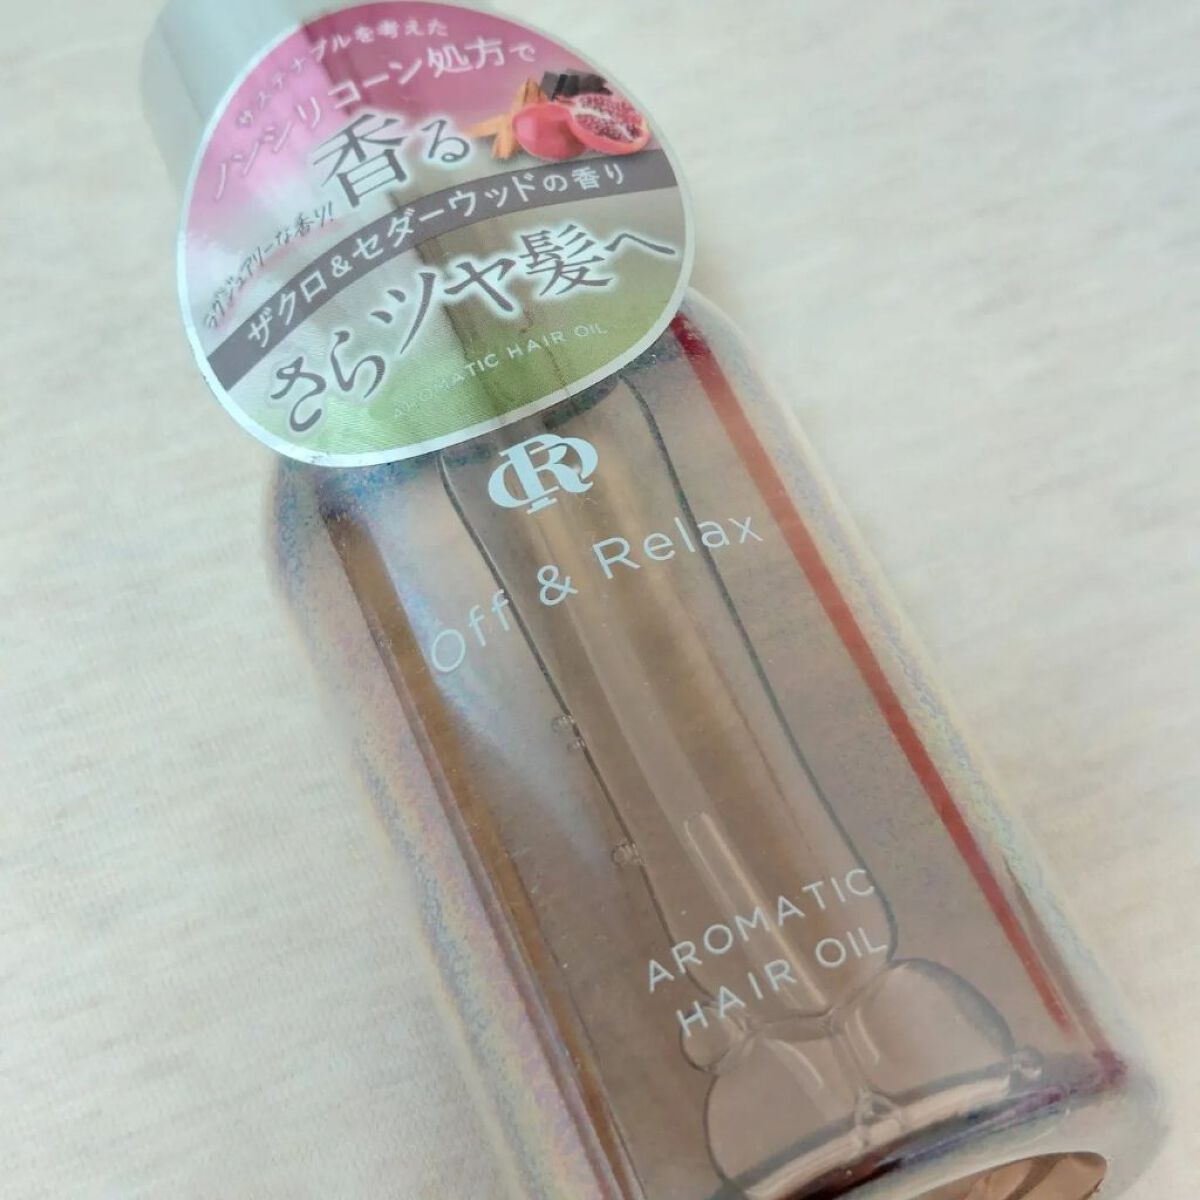 サステナブルを考えた
ノンシリコーン処方で
香る
ラグジュアリーな香り!
ザクロ&セダーウッドの香り
さらツヤ髪へ
AROMATIC HAIR OIL
OR
Off & Relax
AROMATIC
HAIR OIL